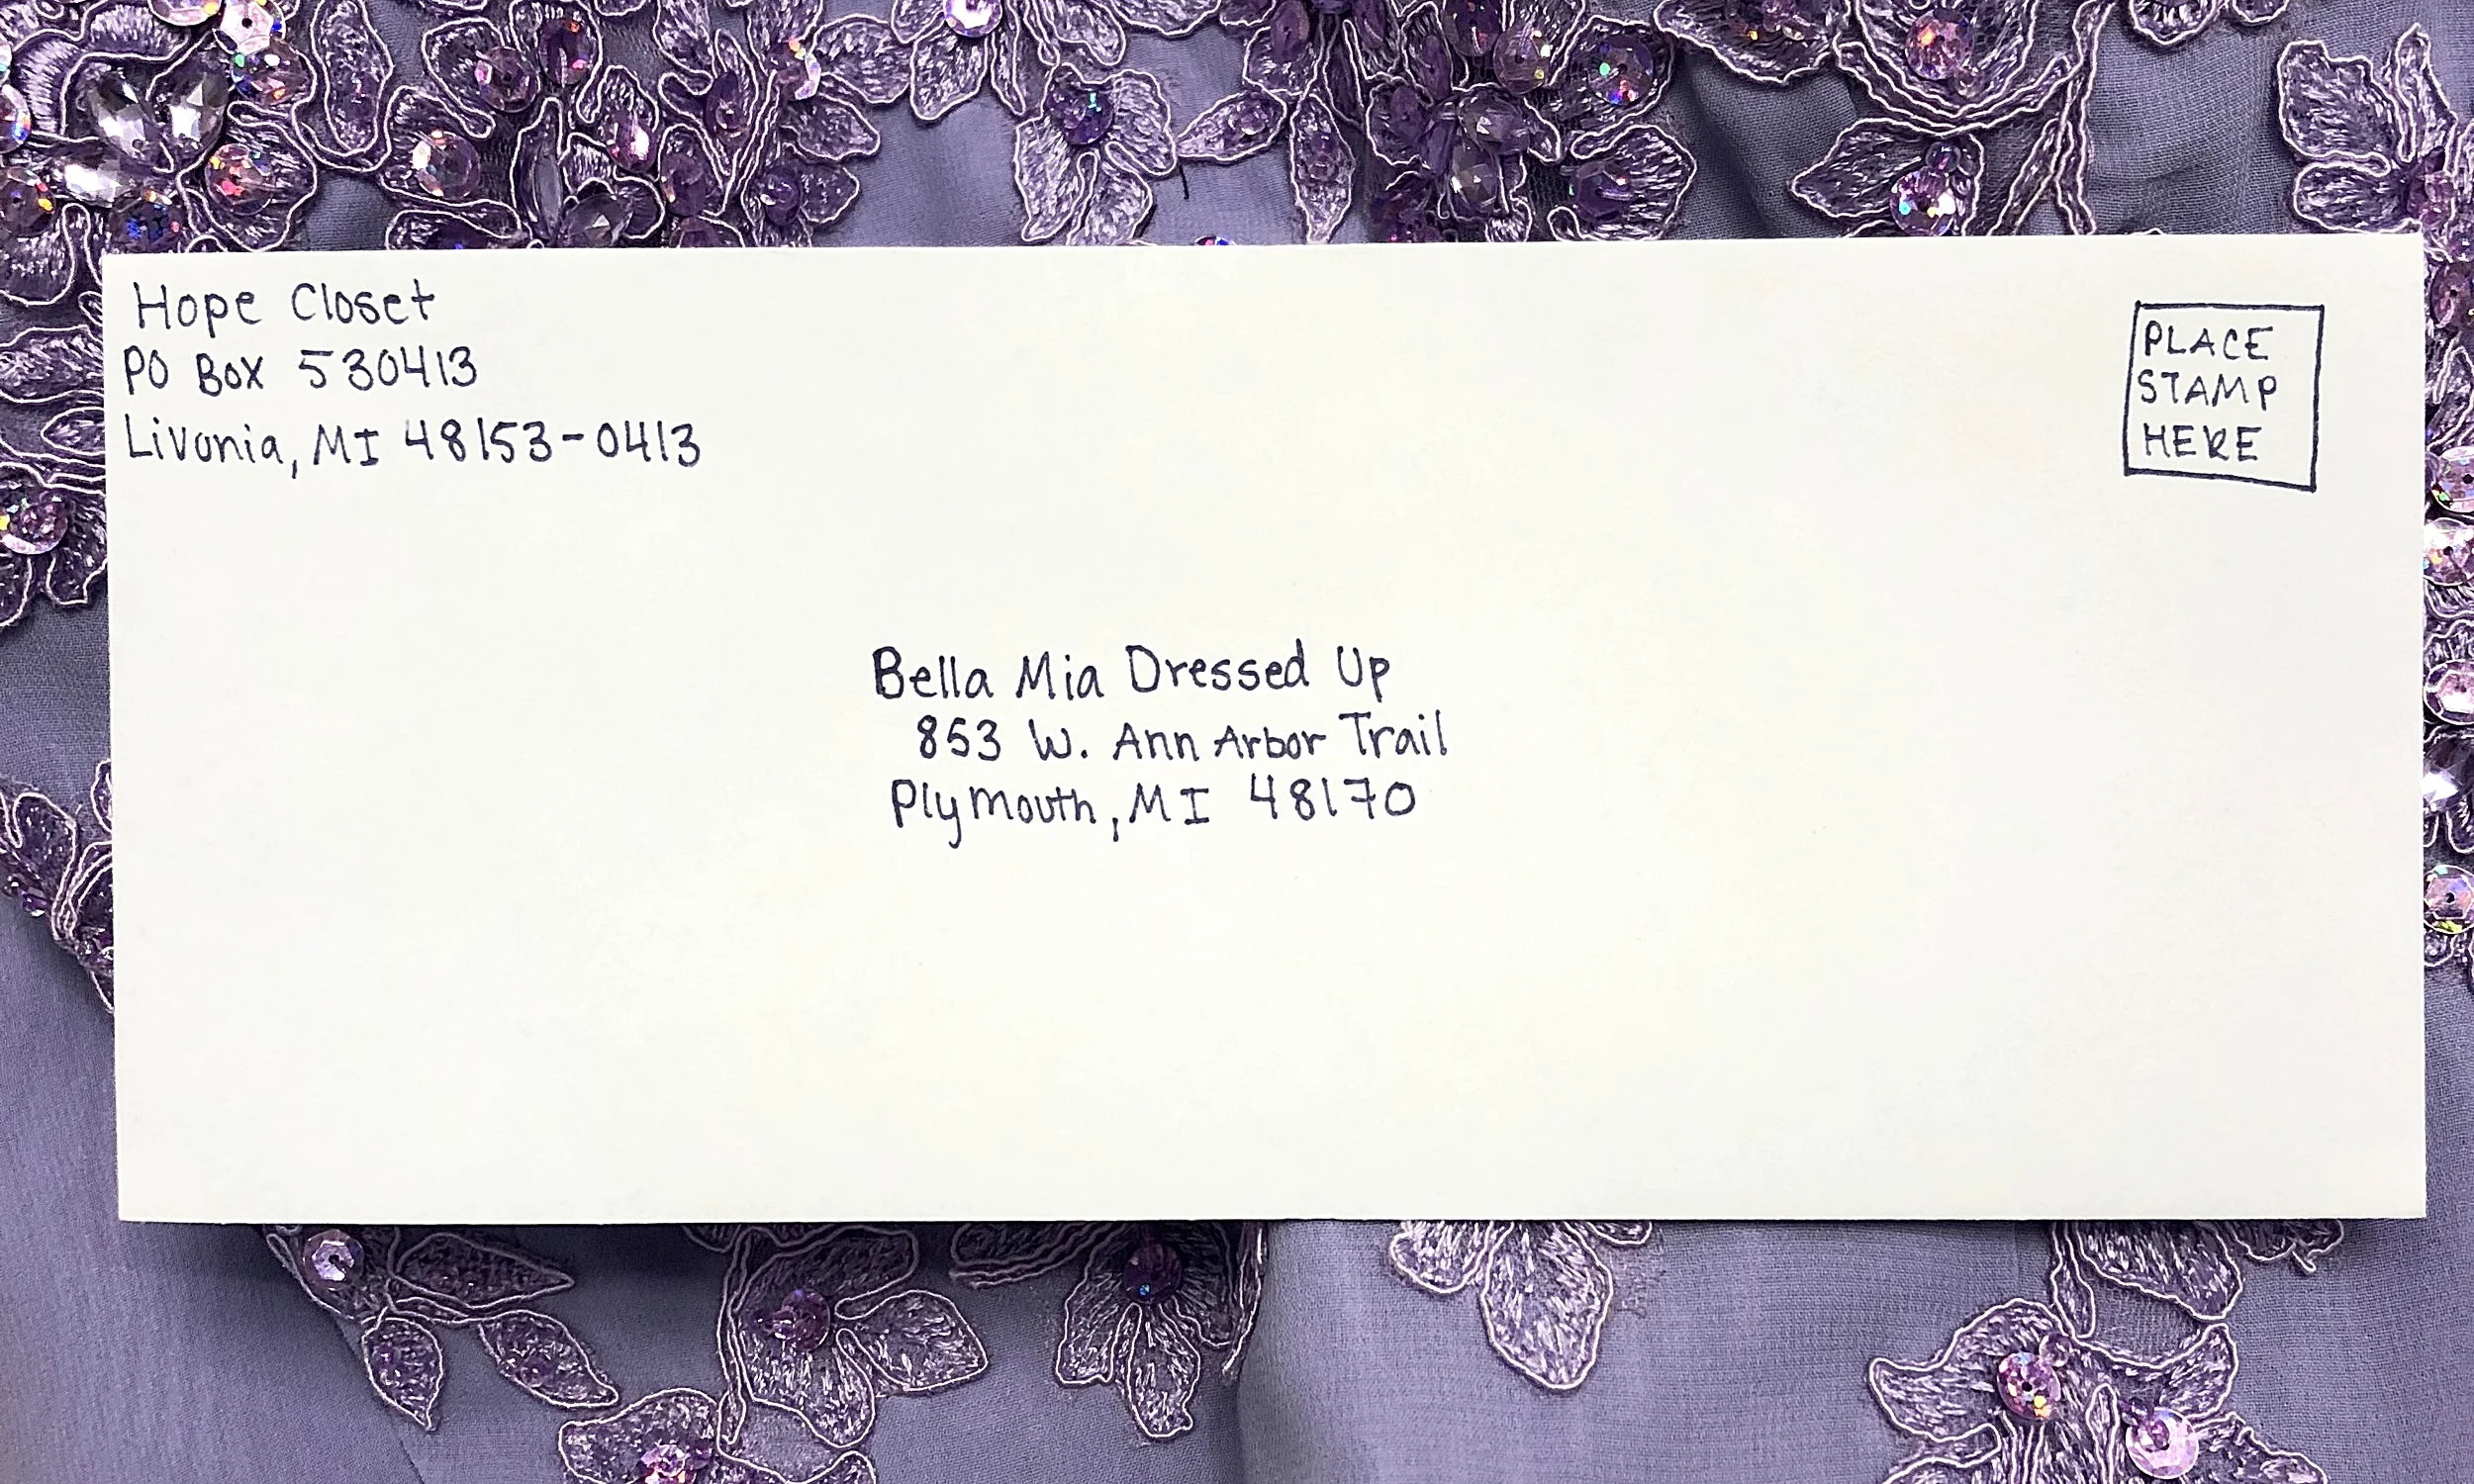 Hope Closet
PO Box 530413
Livonia, MI 48153-0413
PLACE
STAMP
HERE
Bella Mia Dressed Up
853 W. Ann Arbor Trail
Plymouth, MI 48170